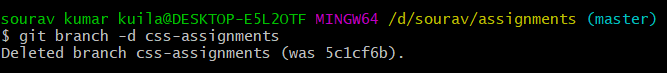 sourav kumar kuila@DESKTOP-E5L2OTF MINGW64 /d/sourav/assignments (master)
$ git branch -d css-assignments
Deleted branch css-assignments (was 5c1cf6b).